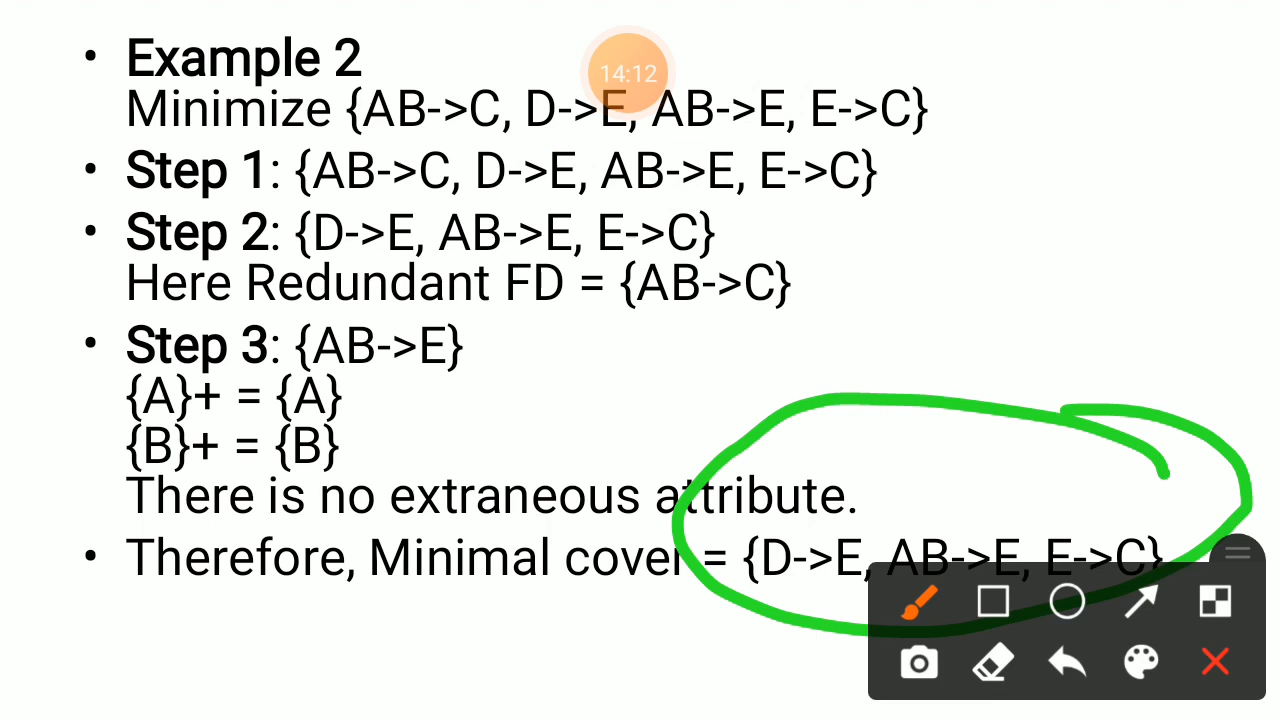 • Example 2
14:12
Minimize {AB->C, D->E, AB->E, E->C}
• Step 1: {AB->C, D->E, AB->E, E->C}
• Step 2: {D->E, AB->E, E->C}
Here Redundant FD = {AB->C}
• Step 3: {AB->E}
{A}+ = {A}
{B}+ = {B}
There is no extraneous attribute.
• Therefore, Minimal cover = {D->E, AB->E, E->C}